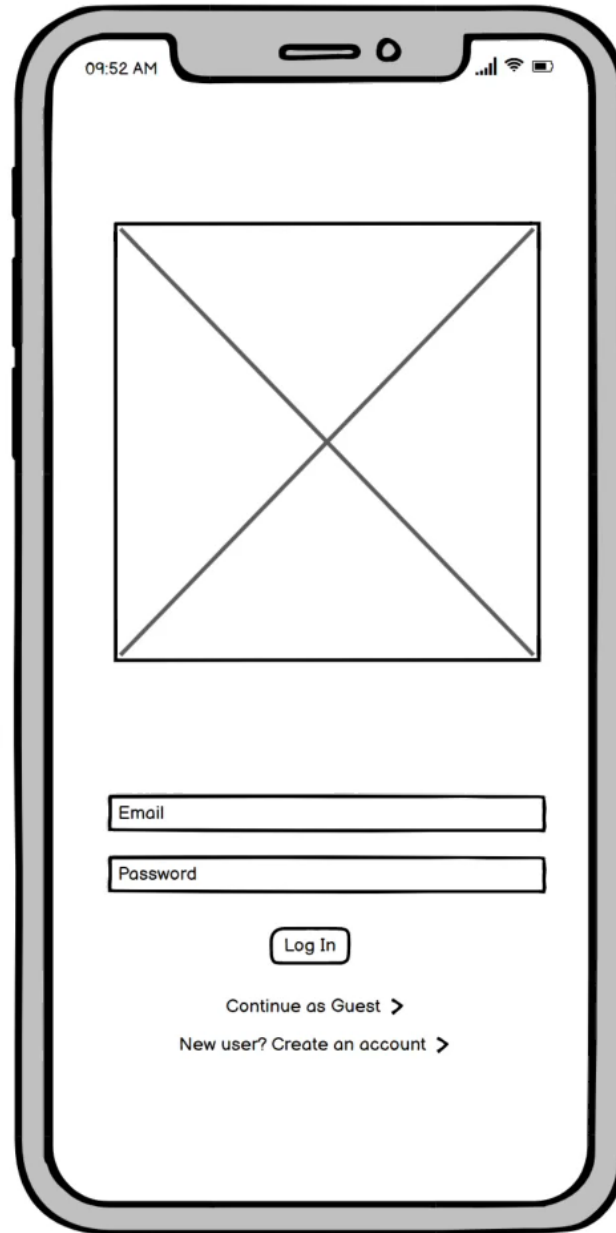 09:52 AM
Email
Password
Log In
Continue as Guest >
New user? Create an account >